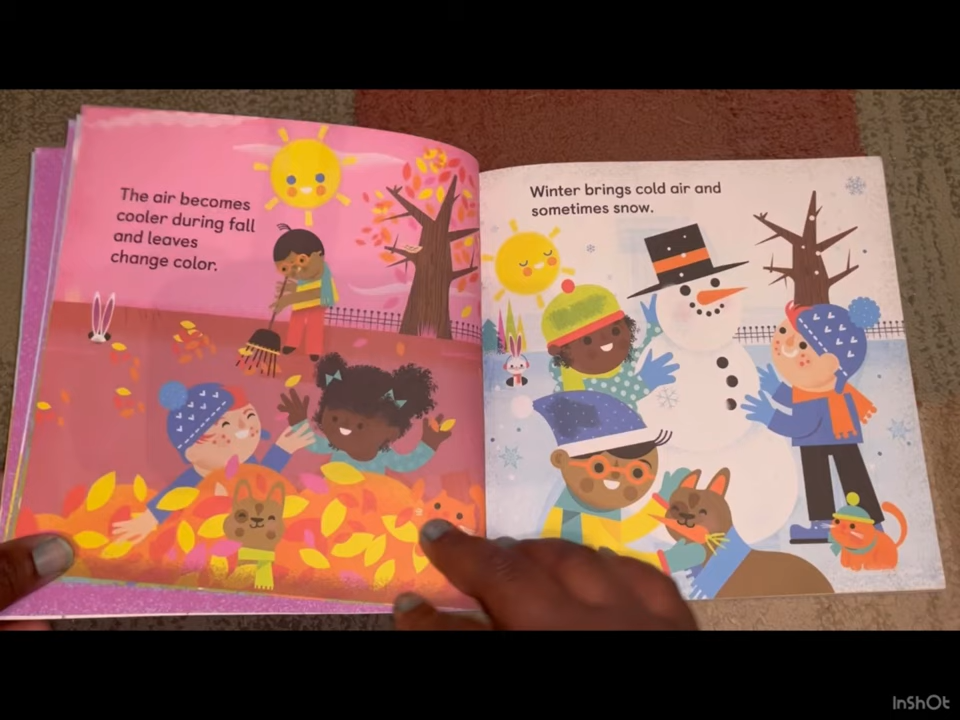 The air becomes
cooler during fall
and leaves
change color.
Winter brings cold air and
sometimes snow.
InShOt